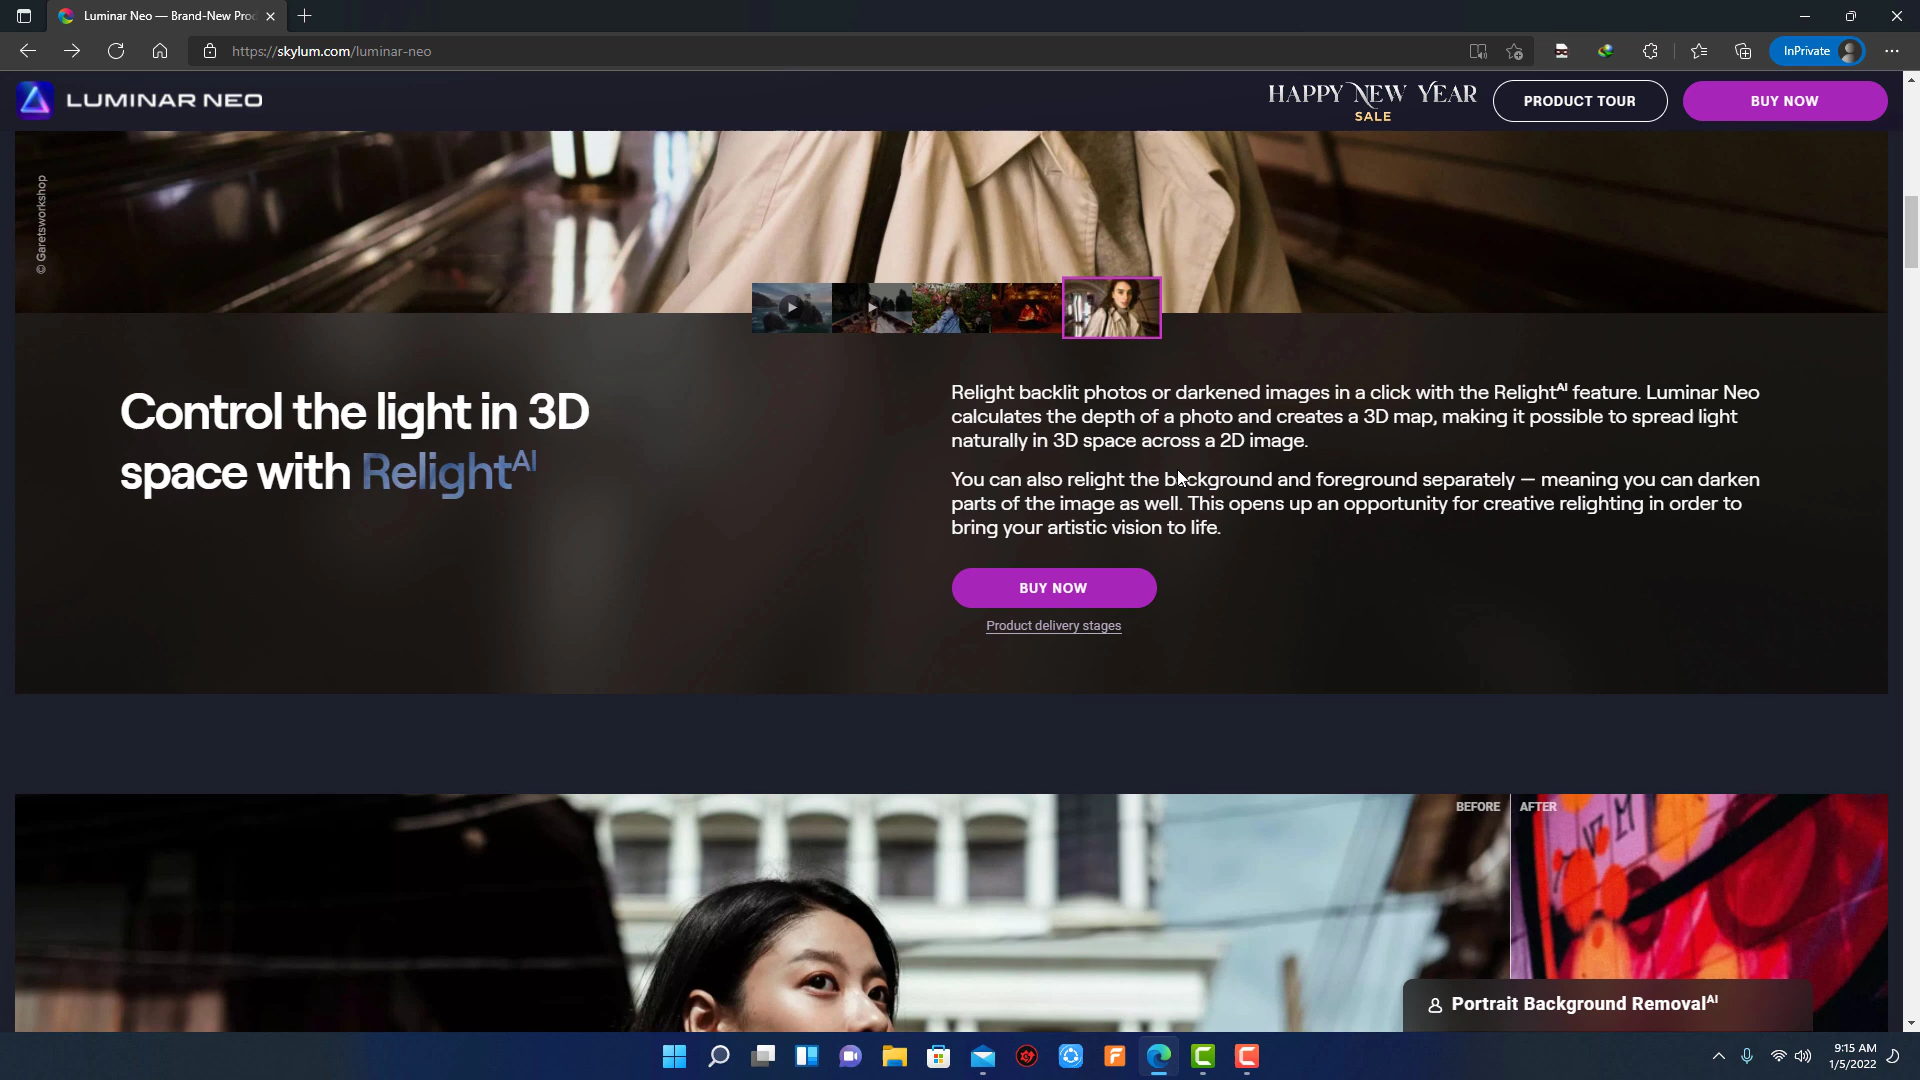 Luminar Neo — Brand-New Pro
https://skylum.com/luminar-neo
InPrivate
LUMINAR NEO
HAPPY NEW YEAR
SALE
PRODUCT TOUR
BUY NOW
© Garetsworkshop
Control the light in 3D
space with RelightAI
Relight backlit photos or darkened images in a click with the RelightAI feature. Luminar Neo
calculates the depth of a photo and creates a 3D map, making it possible to spread light
naturally in 3D space across a 2D image.
You can also relight the background and foreground separately — meaning you can darken
parts of the image as well. This opens up an opportunity for creative relighting in order to
bring your artistic vision to life.
BUY NOW
Product delivery stages
BEFORE
AFTER
Portrait Background RemovalAI
9:15 AM
1/5/2022